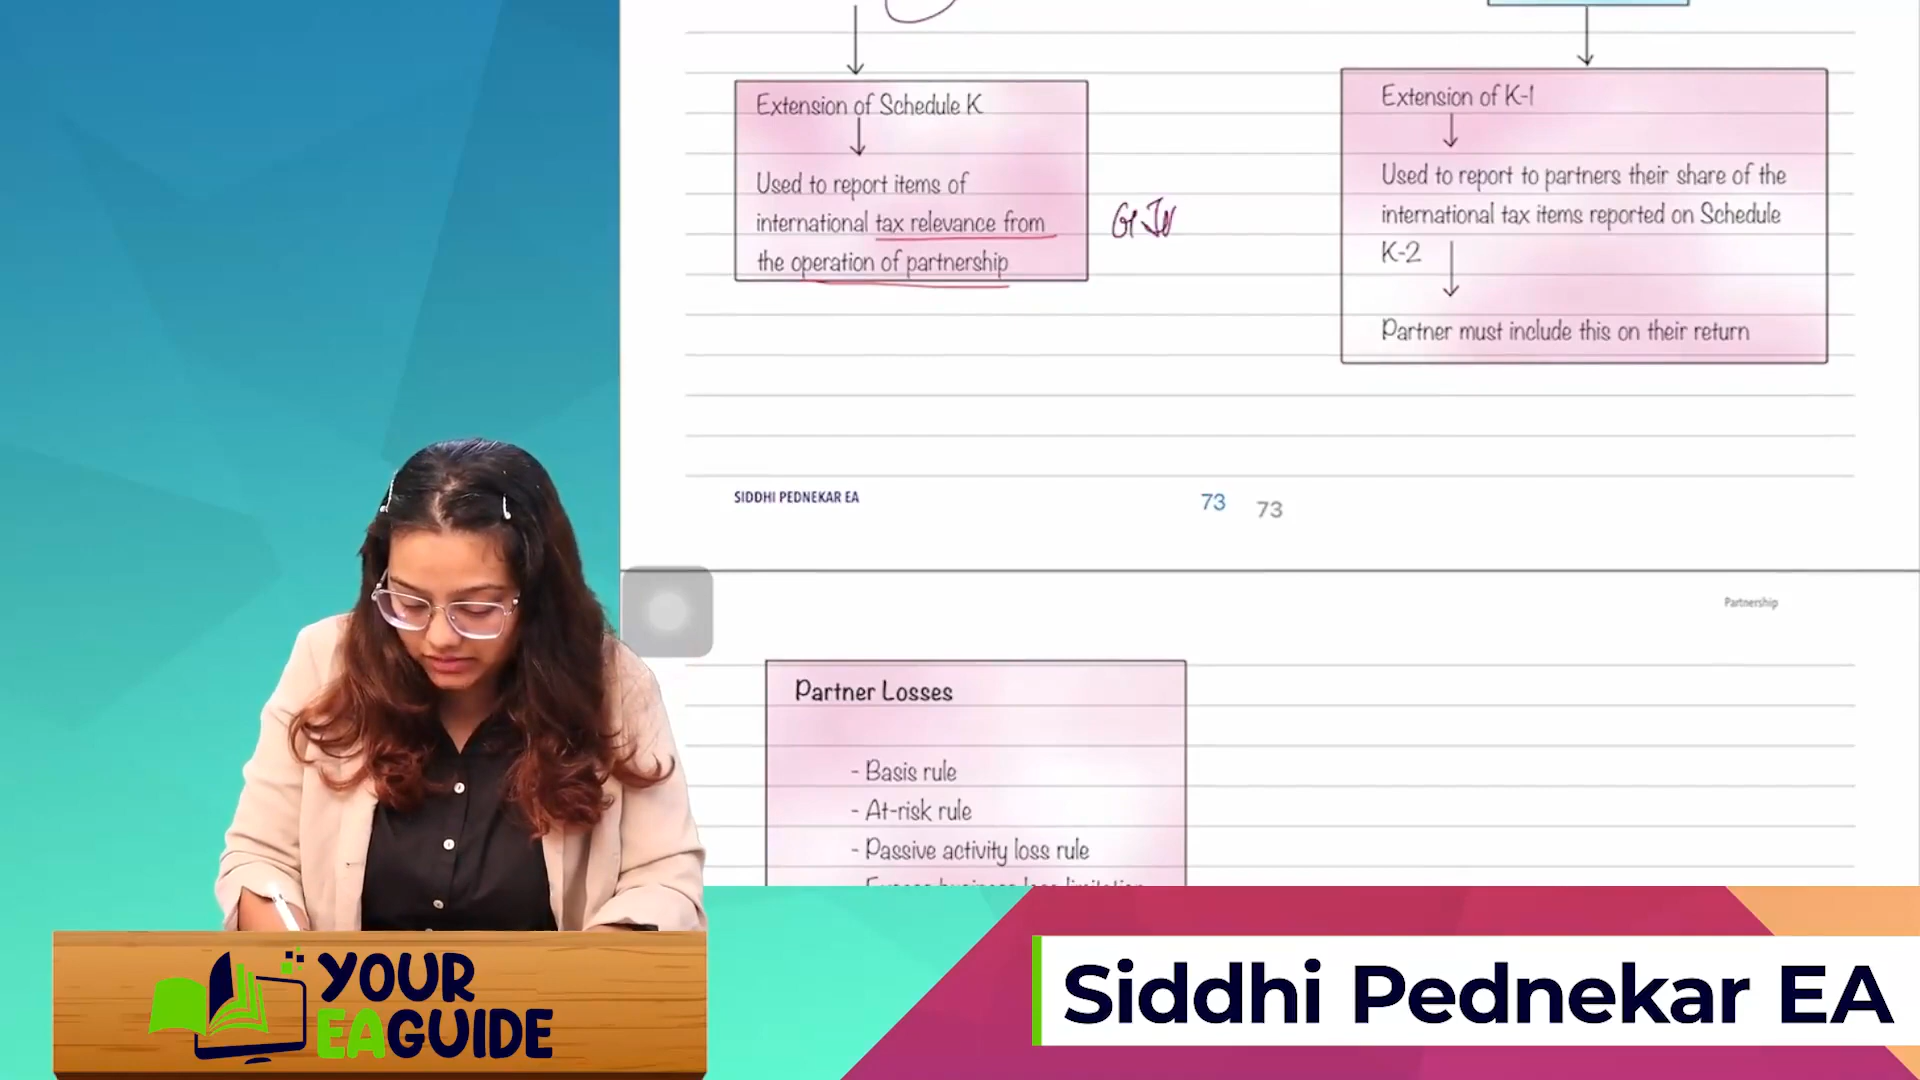 Extension of Schedule K
Used to report items of
international tax relevance from
the operation of partnership
Extension of K-1
Used to report to partners their share of the
international tax items reported on Schedule
K-2
Partner must include this on their return
SIDDHI PEDNEKAR EA
73
73
Partnership
Partner Losses
- Basis rule
- At-risk rule
- Passive activity loss rule
YOUR
EAGUIDE
Siddhi Pednekar EA